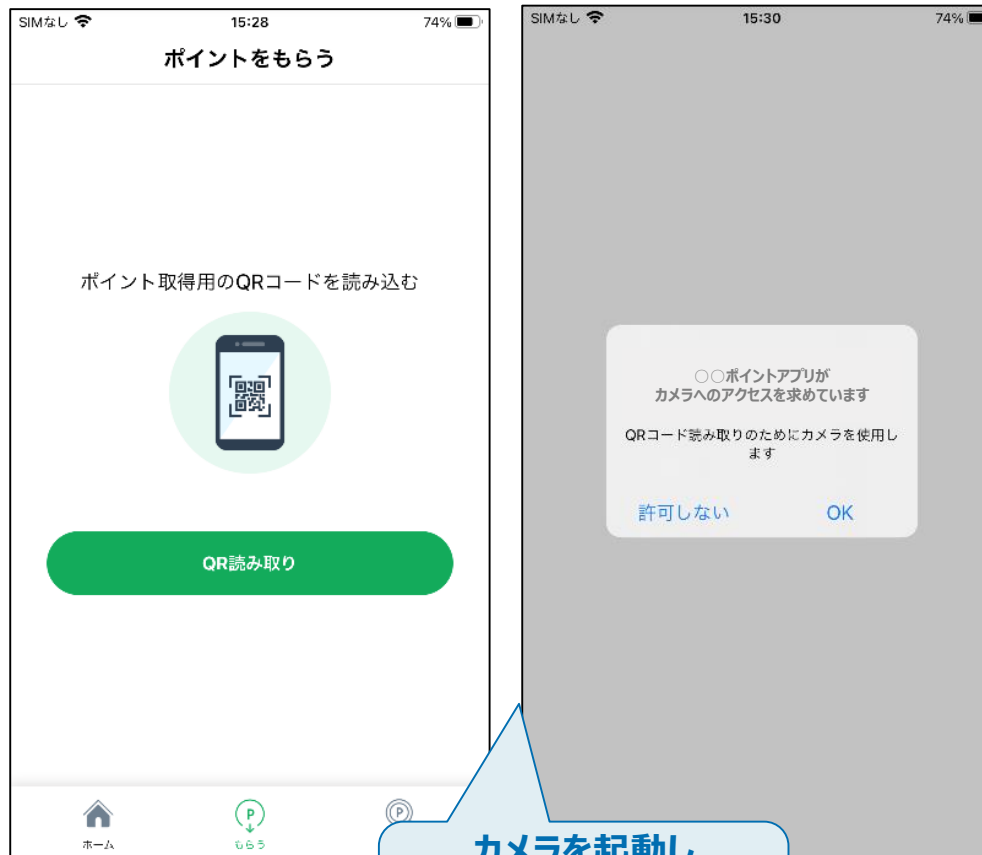 SIMなし 15:28 74%
ポイントをもらう
ポイント取得用のQRコードを読み込む
QR読み取り
ホーム
P
もらう
P
SIMなし 15:30 74%
○○ポイントアプリが
カメラへのアクセスを求めています
QRコード読み取りのためにカメラを使用し
ます
許可しない OK
カメラを起動し